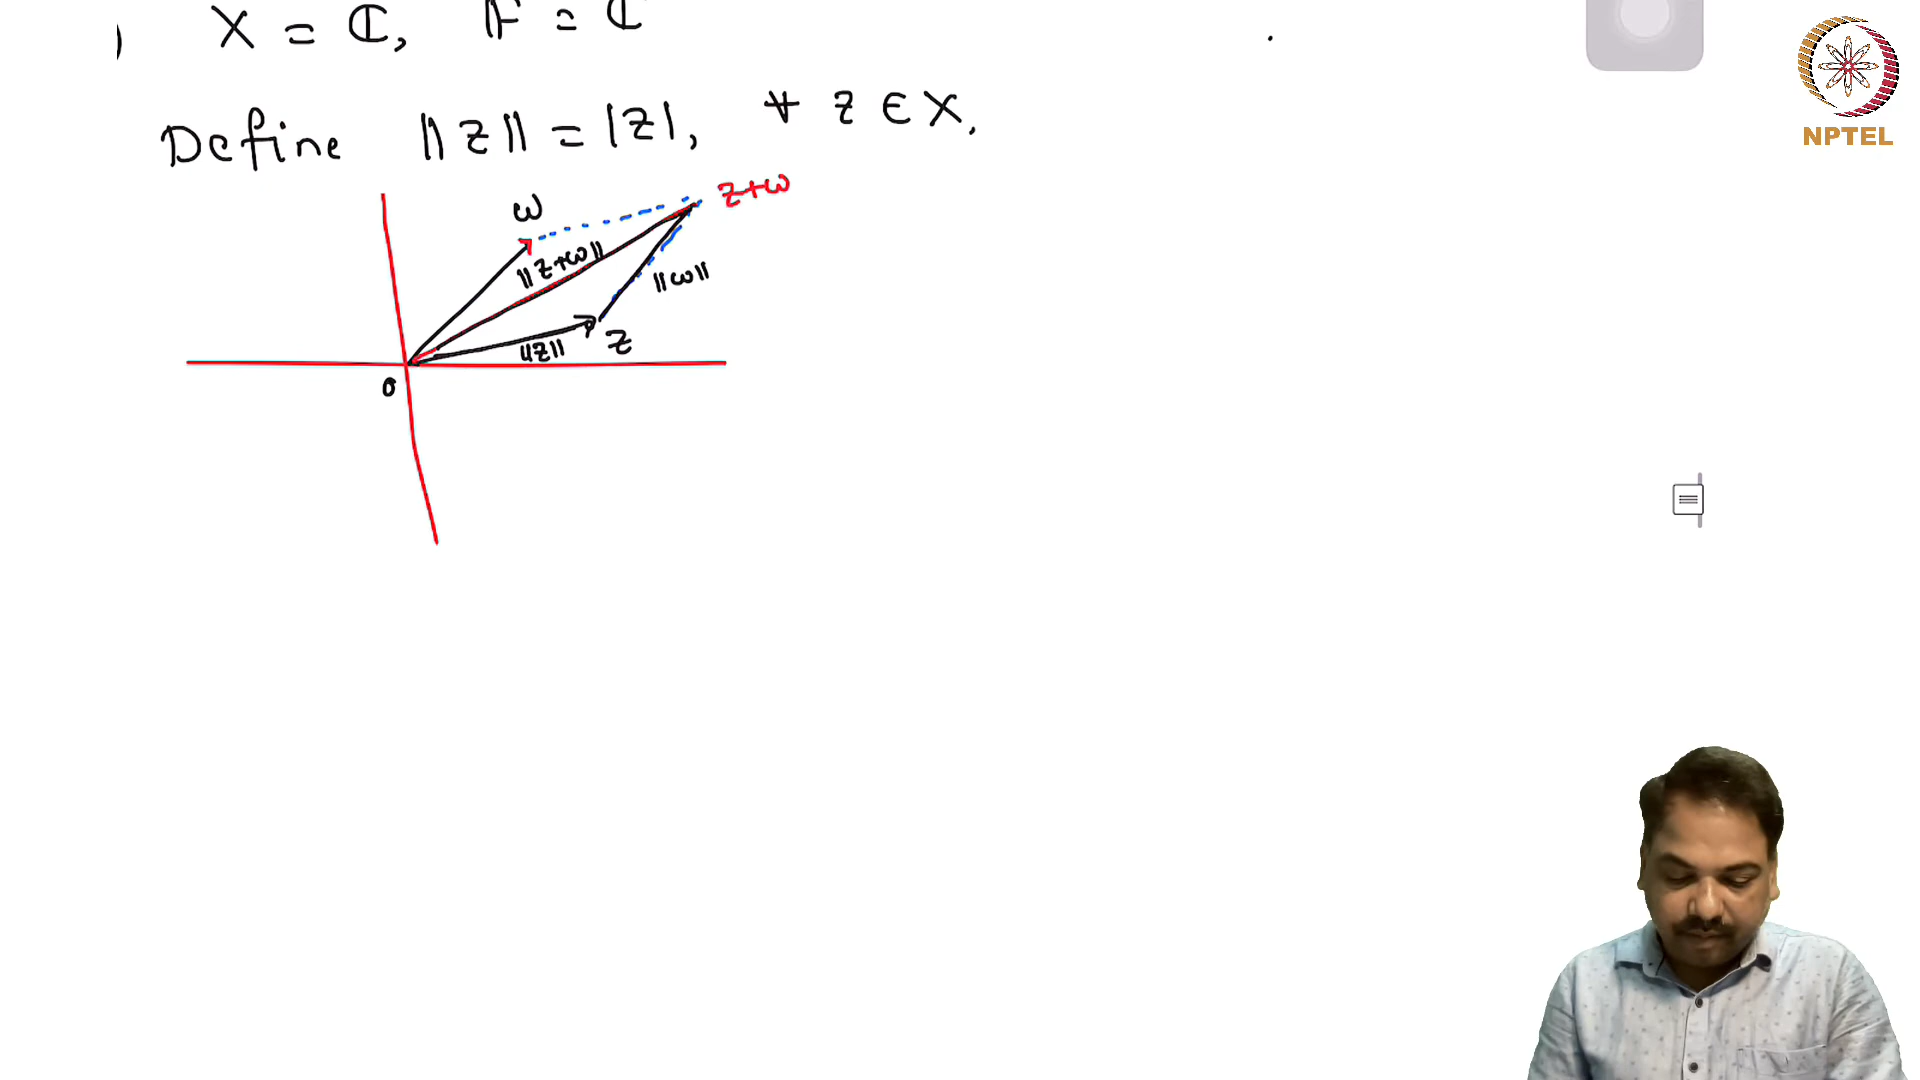 ) X = ℂ, 𝔽 = ℂ
Define ||z|| = |z|, ∀ z ∈ X,
NPTEL
ω
z+ω
||z+ω||
||ω||
||z||
z
0